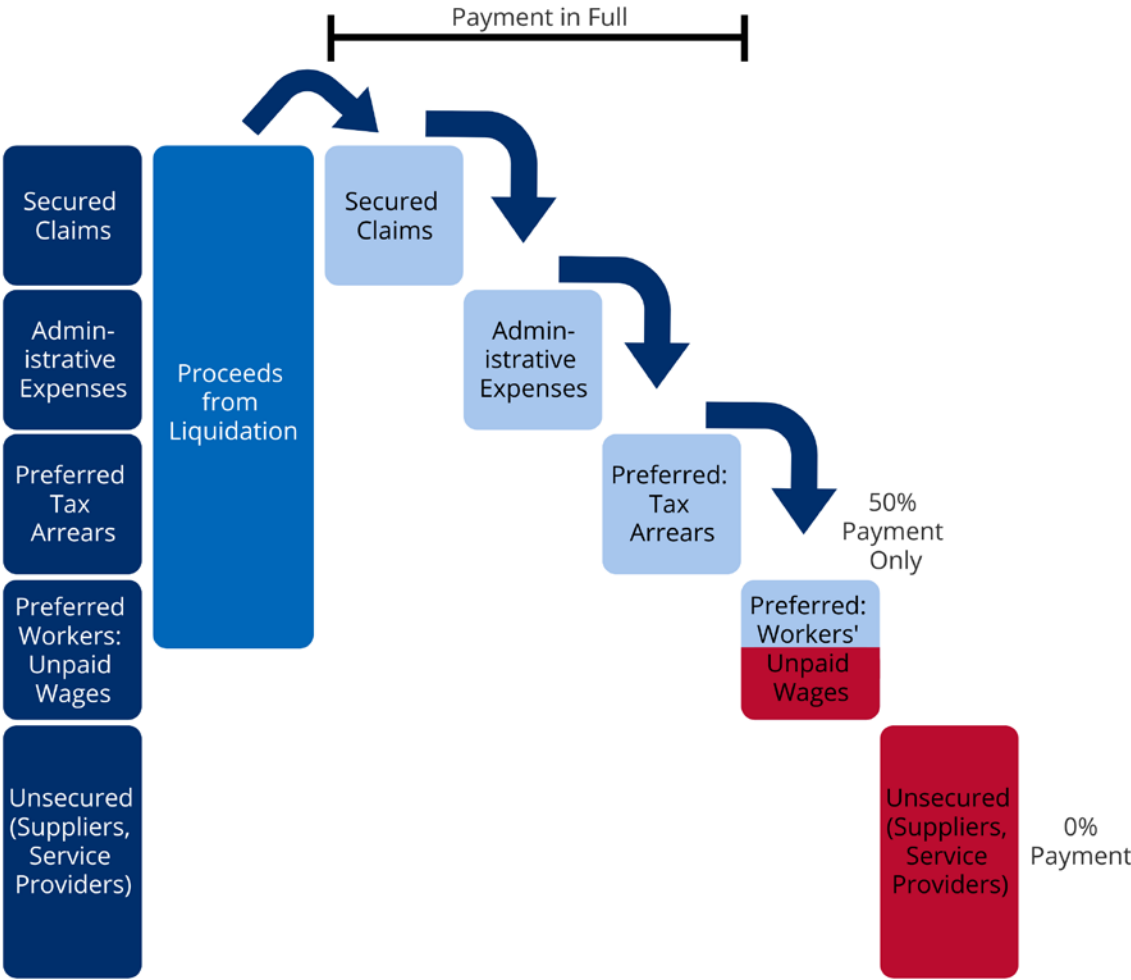 Payment in Full
Secured
Claims
Admin-
istrative
Expenses
Preferred
Tax
Arrears
Preferred
Workers:
Unpaid
Wages
Unsecured
(Suppliers,
Service
Providers)
Proceeds
from
Liquidation
Secured
Claims
Admin-
istrative
Expenses
Preferred:
Tax
Arrears
50%
Payment
Only
Preferred:
Workers'
Unpaid
Wages
Unsecured
(Suppliers,
Service
Providers)
0%
Payment